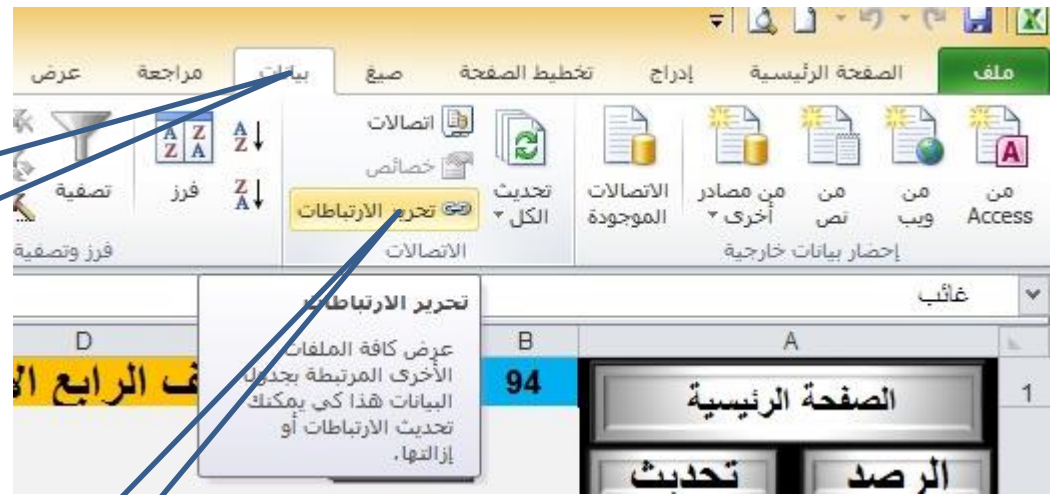 ملف الصفحة الرئيسية إدراج تخطيط الصفحة صيغ بيانات مراجعة عرض
من Access
من ويب
من نص
من مصادر أخرى
الاتصالات الموجودة
إحضار بيانات خارجية
تحديث الكل
اتصالات
خصائص
تحرير الارتباطات
الاتصالات
فرز
تصفية
فرز وتصفية
غائب
تحرير الارتباطات
عرض كافة الملفات
الأخرى المرتبطة بجدول
البيانات هذا كي يمكنك
تحديث الارتباطات أو
إزالتها.
A B D
1 الصفحة الرئيسية 94 ف الرابع الا
الرصد تحديث